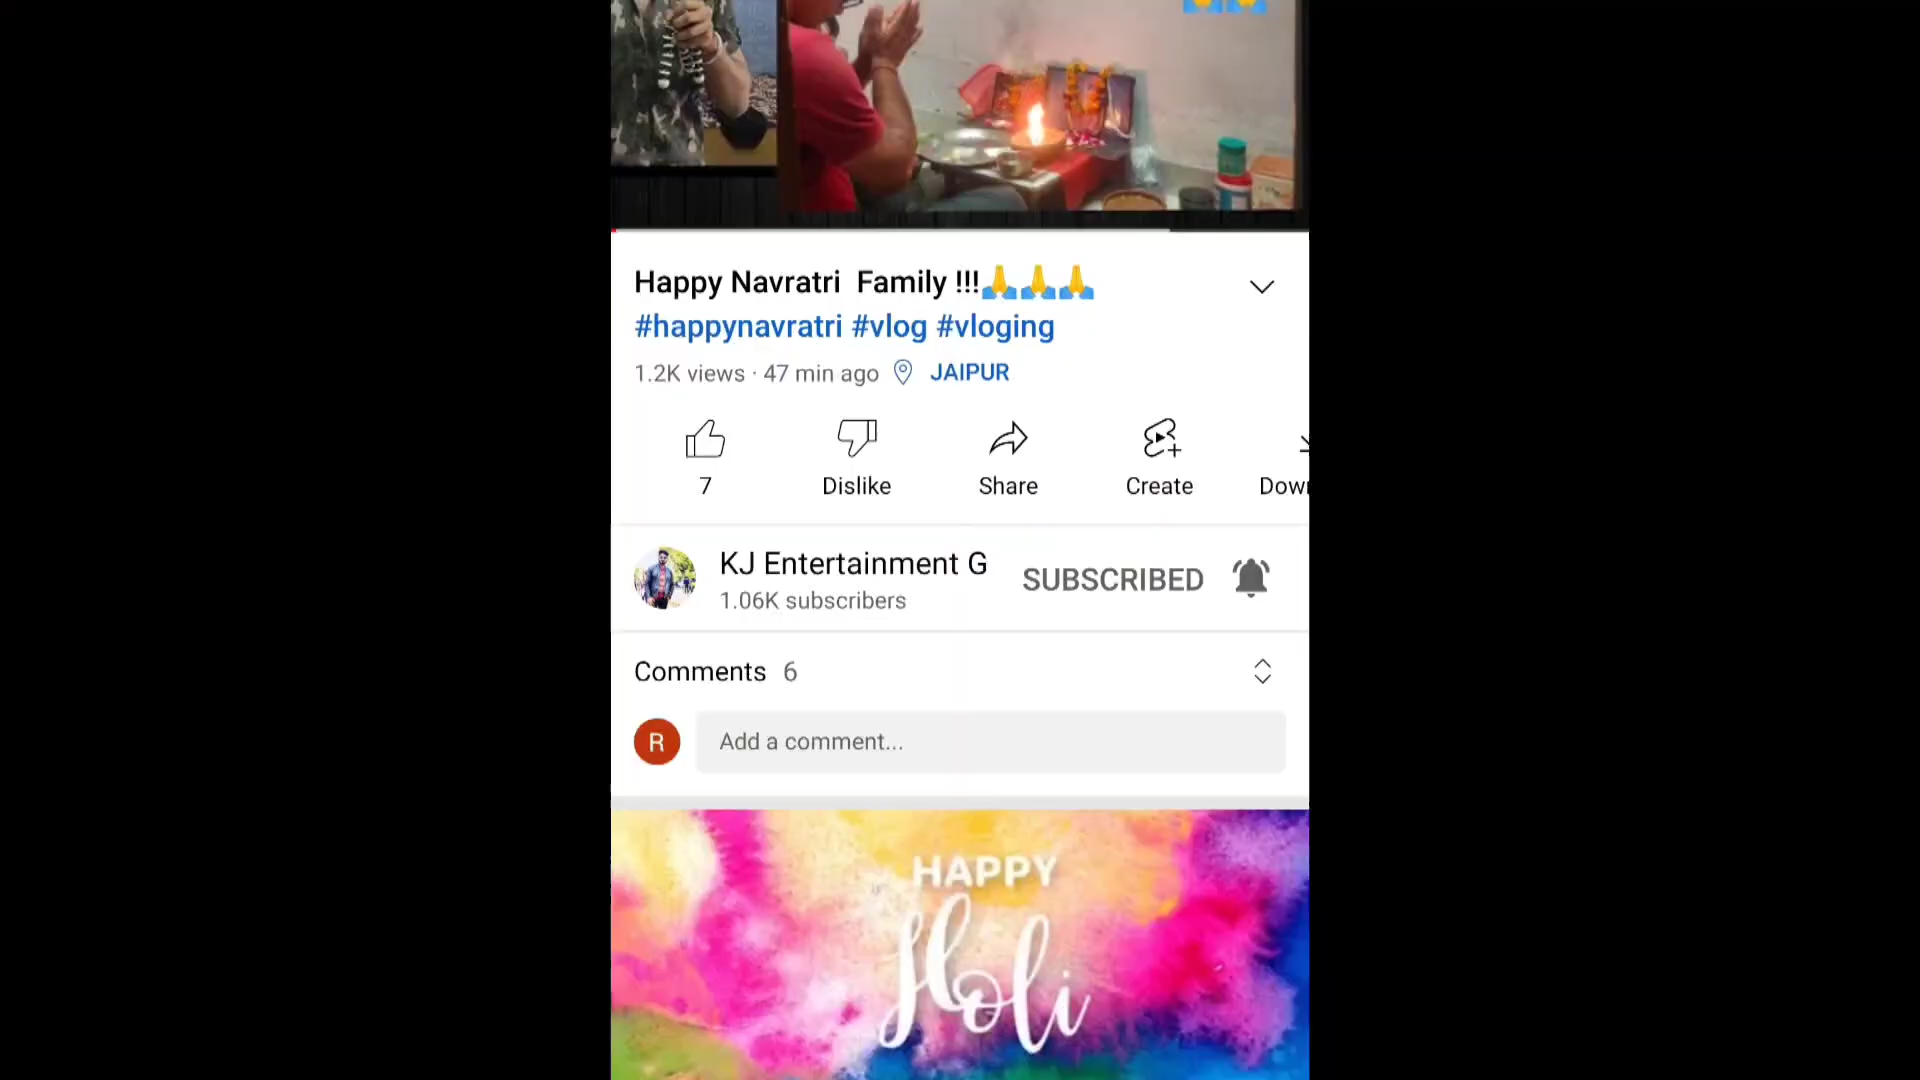 Happy Navratri  Family !!!🙏🙏🙏
#happynavratri #vlog #vloging
1.2K views · 47 min ago JAIPUR
7 Dislike Share Create Down
KJ Entertainment G SUBSCRIBED
1.06K subscribers
Comments 6
R Add a comment...
HAPPY
Holi